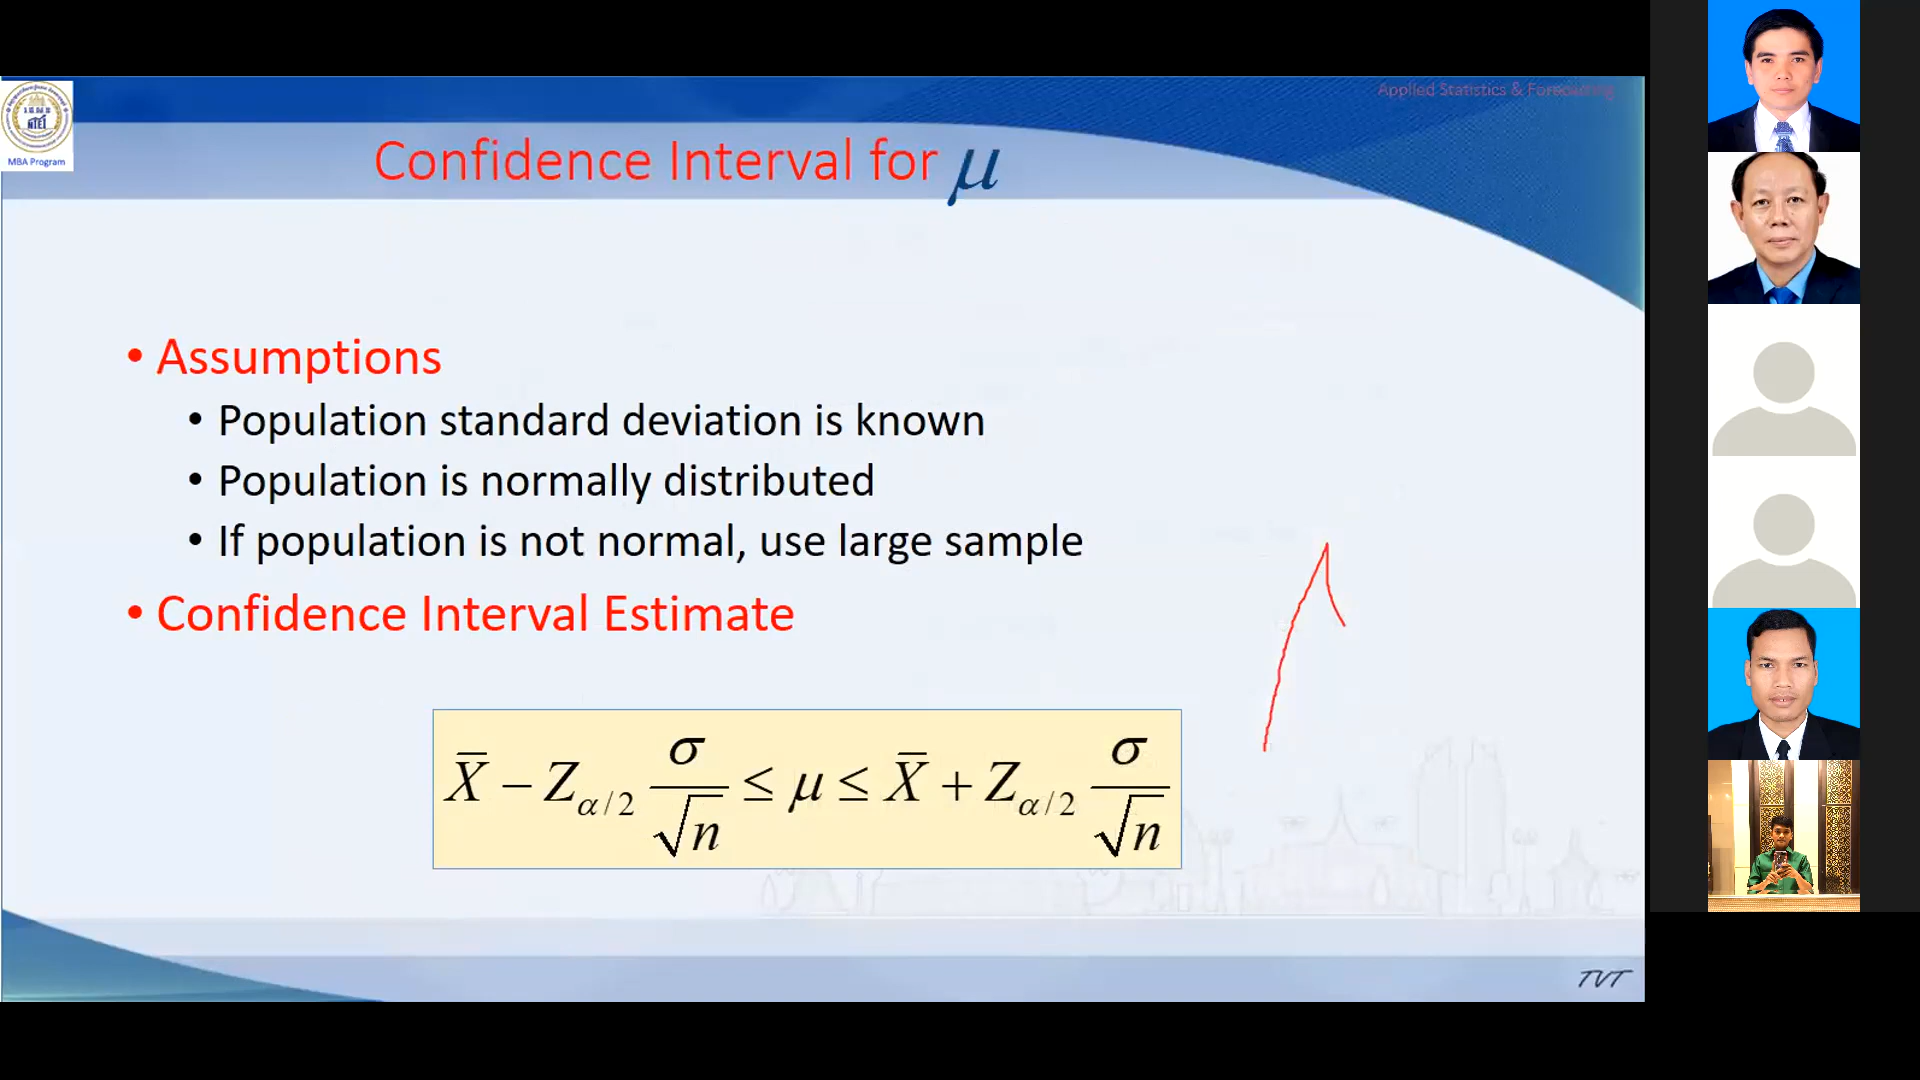 Applied Statistics & Forecasting
MBA Program
Confidence Interval for μ
• Assumptions
• Population standard deviation is known
• Population is normally distributed
• If population is not normal, use large sample
• Confidence Interval Estimate
X̄ − Z_{α/2} σ/√n ≤ μ ≤ X̄ + Z_{α/2} σ/√n
TVT